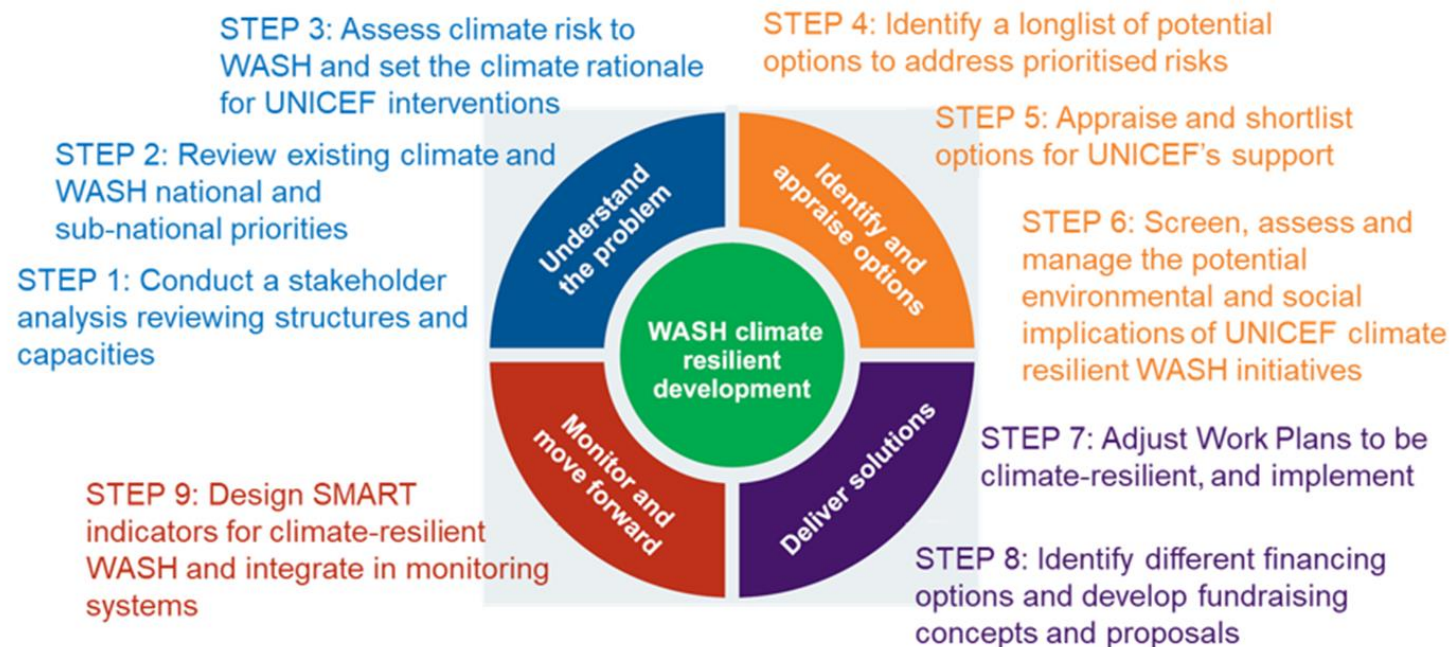 STEP 3: Assess climate risk to
WASH and set the climate rationale
for UNICEF interventions
STEP 2: Review existing climate and
WASH national and
sub-national priorities
STEP 1: Conduct a stakeholder
analysis reviewing structures and
capacities
STEP 4: Identify a longlist of potential
options to address prioritised risks
STEP 5: Appraise and shortlist
options for UNICEF's support
STEP 6: Screen, assess and
manage the potential
environmental and social
implications of UNICEF climate
resilient WASH initiatives
STEP 7: Adjust Work Plans to be
climate-resilient, and implement
STEP 8: Identify different financing
options and develop fundraising
concepts and proposals
STEP 9: Design SMART
indicators for climate-resilient
WASH and integrate in monitoring
systems
Understand
the problem
Identify and
appraise options
Deliver solutions
Monitor and
move forward
WASH climate
resilient
development